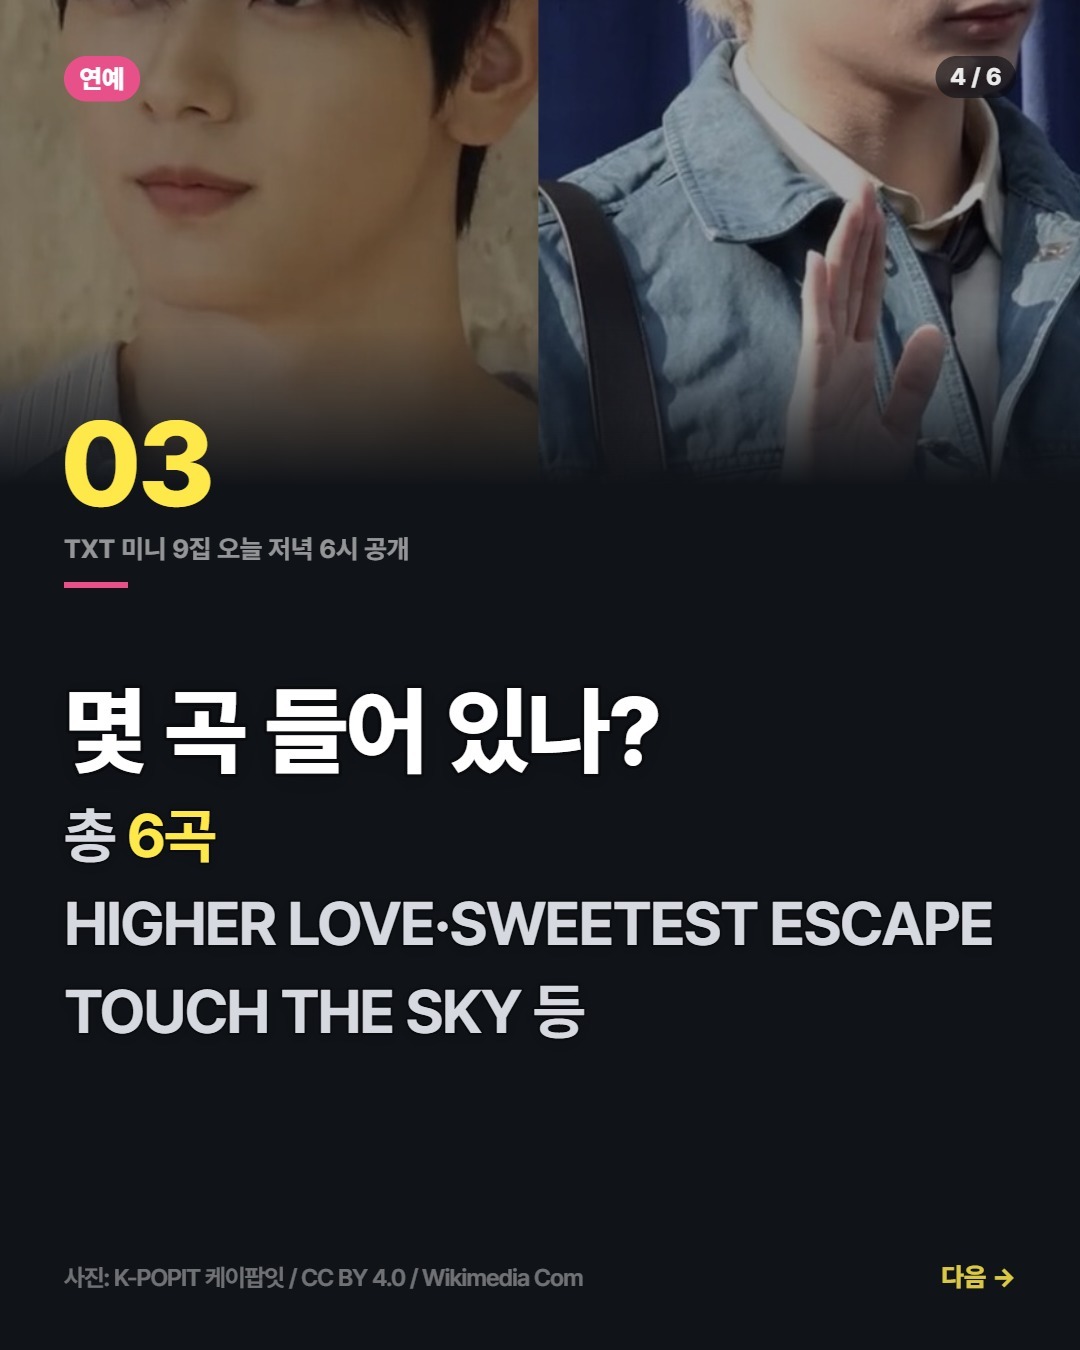 연예
4 / 6
03
TXT 미니 9집 오늘 저녁 6시 공개
몇 곡 들어 있나?
총 6곡
HIGHER LOVE·SWEETEST ESCAPE
TOUCH THE SKY 등
사진: K-POPIT 케이팝잇 / CC BY 4.0 / Wikimedia Com
다음 →